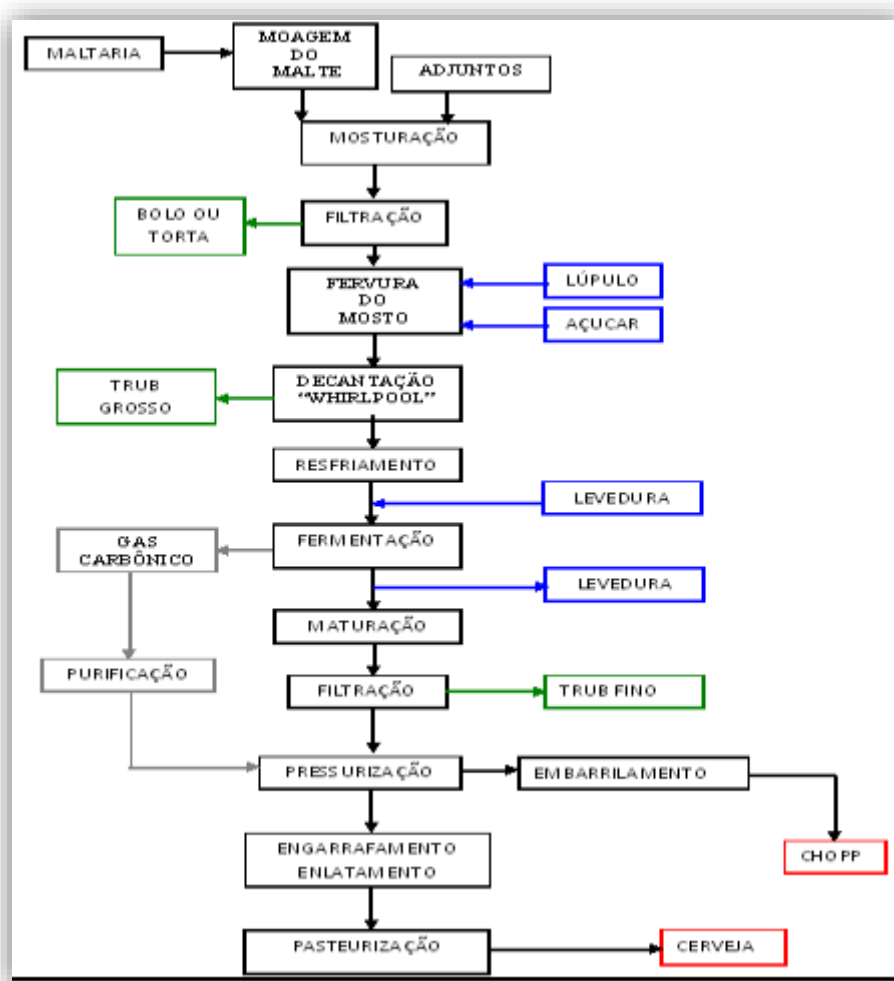 MALTARIA
MOAGEM
DO
MALTE
ADJUNTOS
MOSTURAÇÃO
BOLO OU
TORTA
FILTRAÇÃO
FERVURA
DO
MOSTO
LÚPULO
AÇUCAR
TRUB
GROSSO
DECANTAÇÃO
“WHIRLPOOL”
RESFRIAMENTO
LEVEDURA
GAS
CARBÔNICO
FERMENTAÇÃO
LEVEDURA
MATURAÇÃO
PURIFICAÇÃO
FILTRAÇÃO
TRUB FINO
PRESSURIZAÇÃO
EMBARRILAMENTO
ENGARRAFAMENTO
ENLATAMENTO
CHOPP
PASTEURIZAÇÃO
CERVEJA